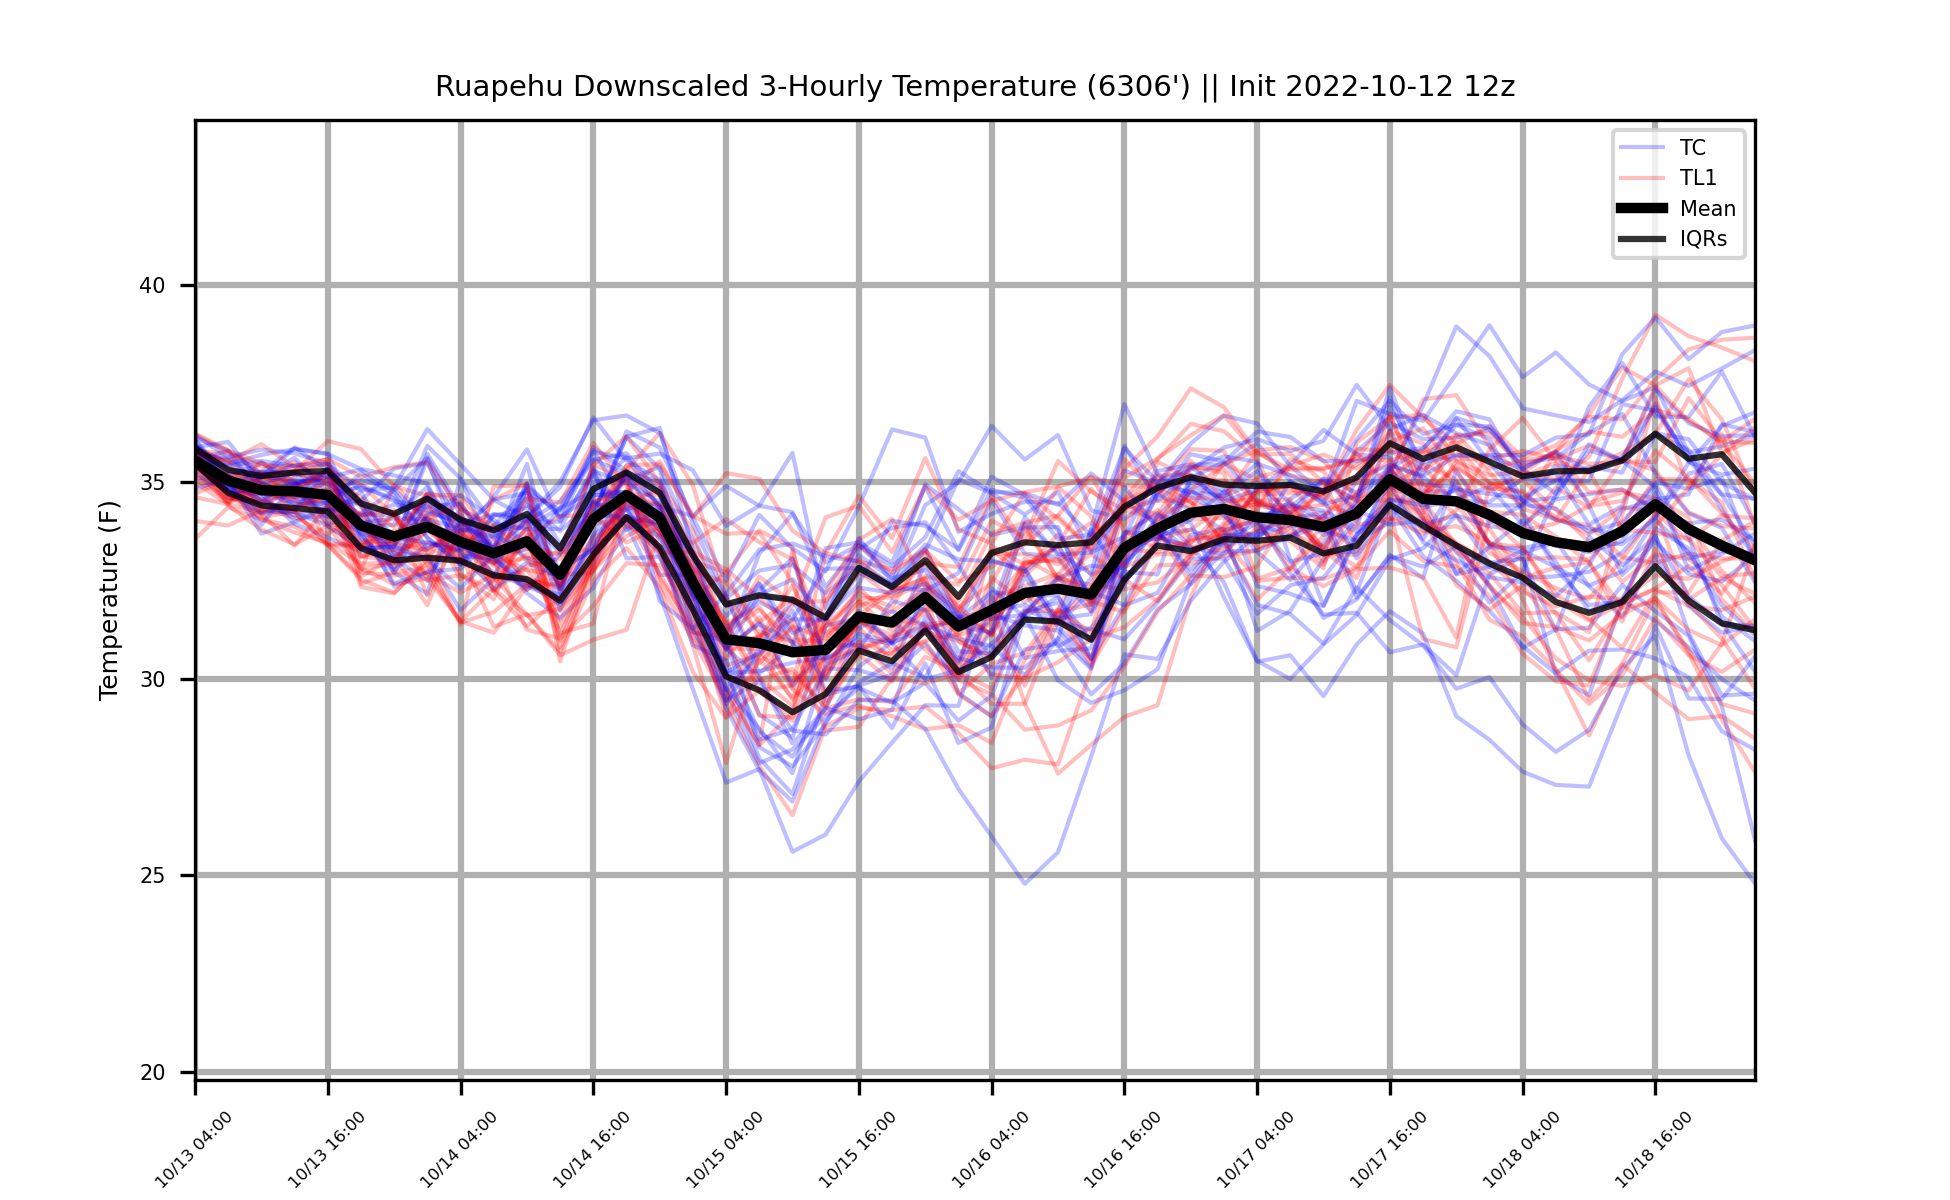 Ruapehu Downscaled 3-Hourly Temperature (6306') || Init 2022-10-12 12z
TC
TL1
Mean
IQRs
Temperature (F)
40
35
30
25
20
10/13 04:00
10/13 16:00
10/14 04:00
10/14 16:00
10/15 04:00
10/15 16:00
10/16 04:00
10/16 16:00
10/17 04:00
10/17 16:00
10/18 04:00
10/18 16:00